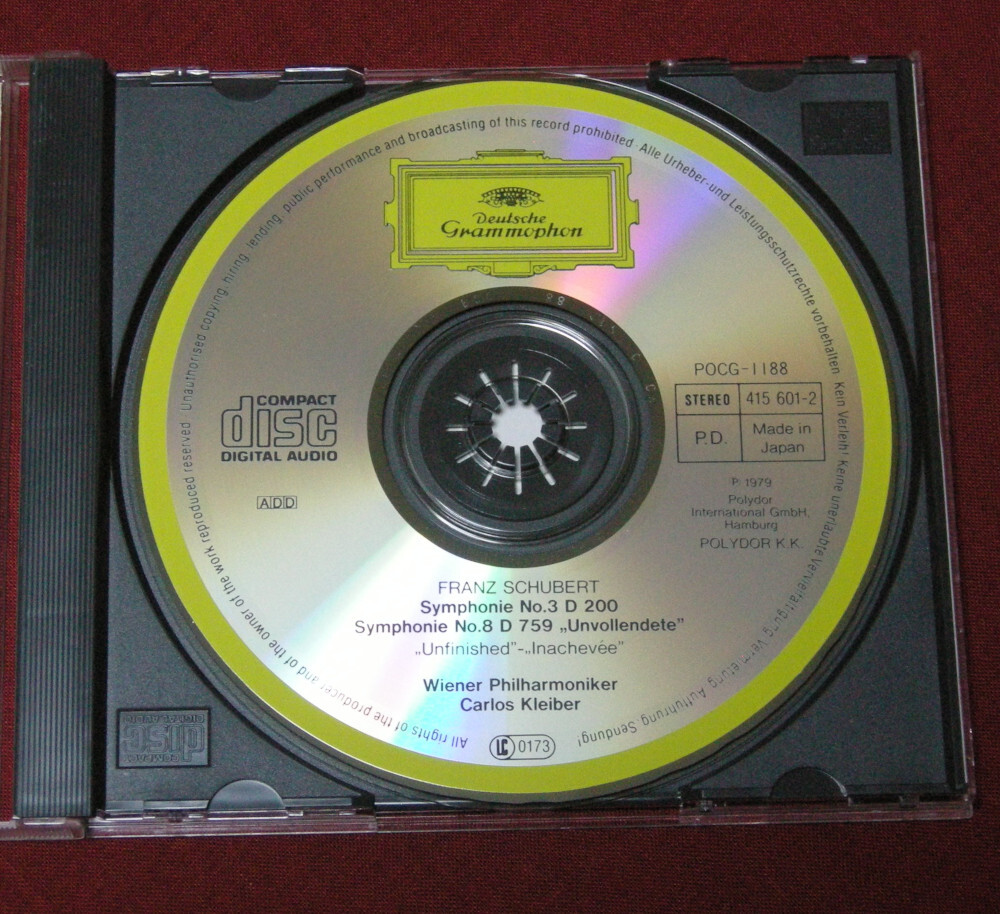 All rights of the producer and of the owner of the work reproduced reserved · Unauthorised copying, hiring, lending, public performance and broadcasting of this record prohibited · Alle Urheber- und Leistungsschutzrechte vorbehalten · Kein Verleih! Keine unerlaubte Vervielfältigung, Vermietung, Aufführung, Sendung!
Deutsche
Grammophon
POCG-1188
STEREO 415 601-2
P.D. Made in
Japan
COMPACT
disc
DIGITAL AUDIO
ADD
℗ 1979
Polydor
International GmbH,
Hamburg
POLYDOR K.K.
FRANZ SCHUBERT
Symphonie No.3 D 200
Symphonie No.8 D 759 „Unvollendete”
„Unfinished”-„Inachevée”
Wiener Philharmoniker
Carlos Kleiber
LC 0173
COMPACT
disc
DIGITAL AUDIO